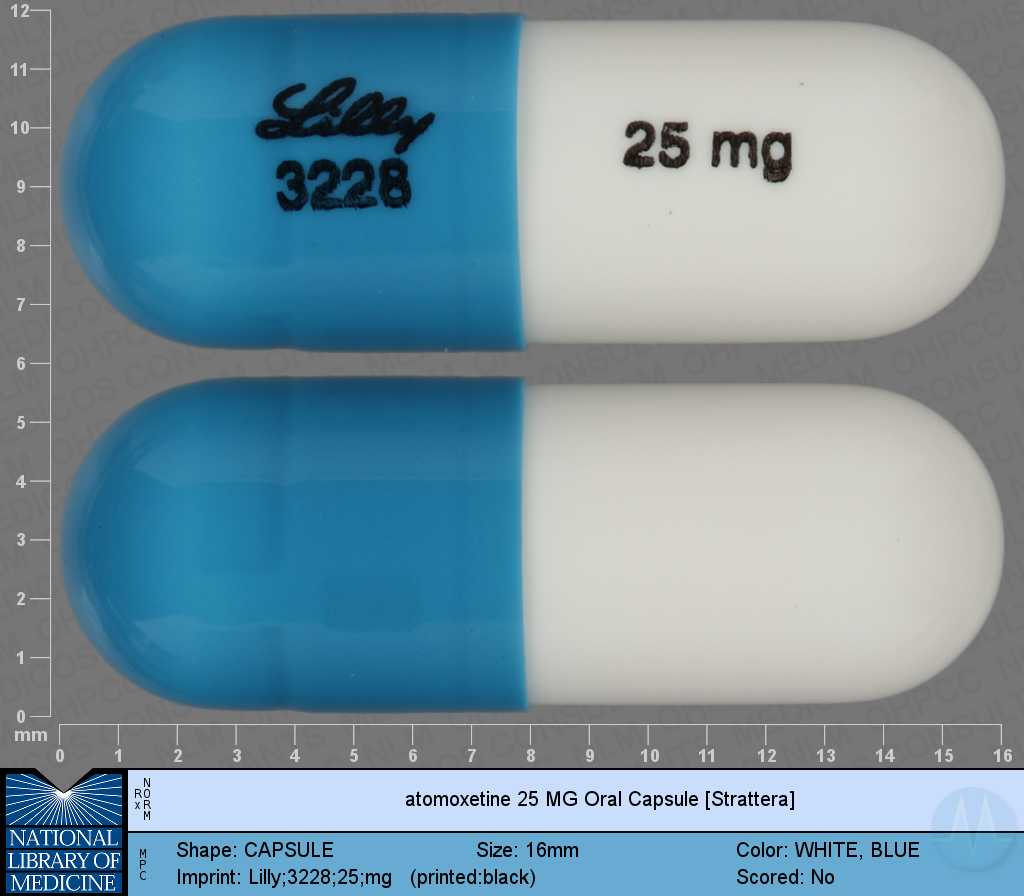 12
11
10
9
8
7
6
5
4
3
2
1
0
mm
0 1 2 3 4 5 6 7 8 9 10 11 12 13 14 15 16
Lilly
3228
25 mg
NATIONAL
LIBRARY OF
MEDICINE
RxNORM
atomoxetine 25 MG Oral Capsule [Strattera]
MPC
Shape: CAPSULE Size: 16mm Color: WHITE, BLUE
Imprint: Lilly;3228;25;mg (printed:black) Scored: No